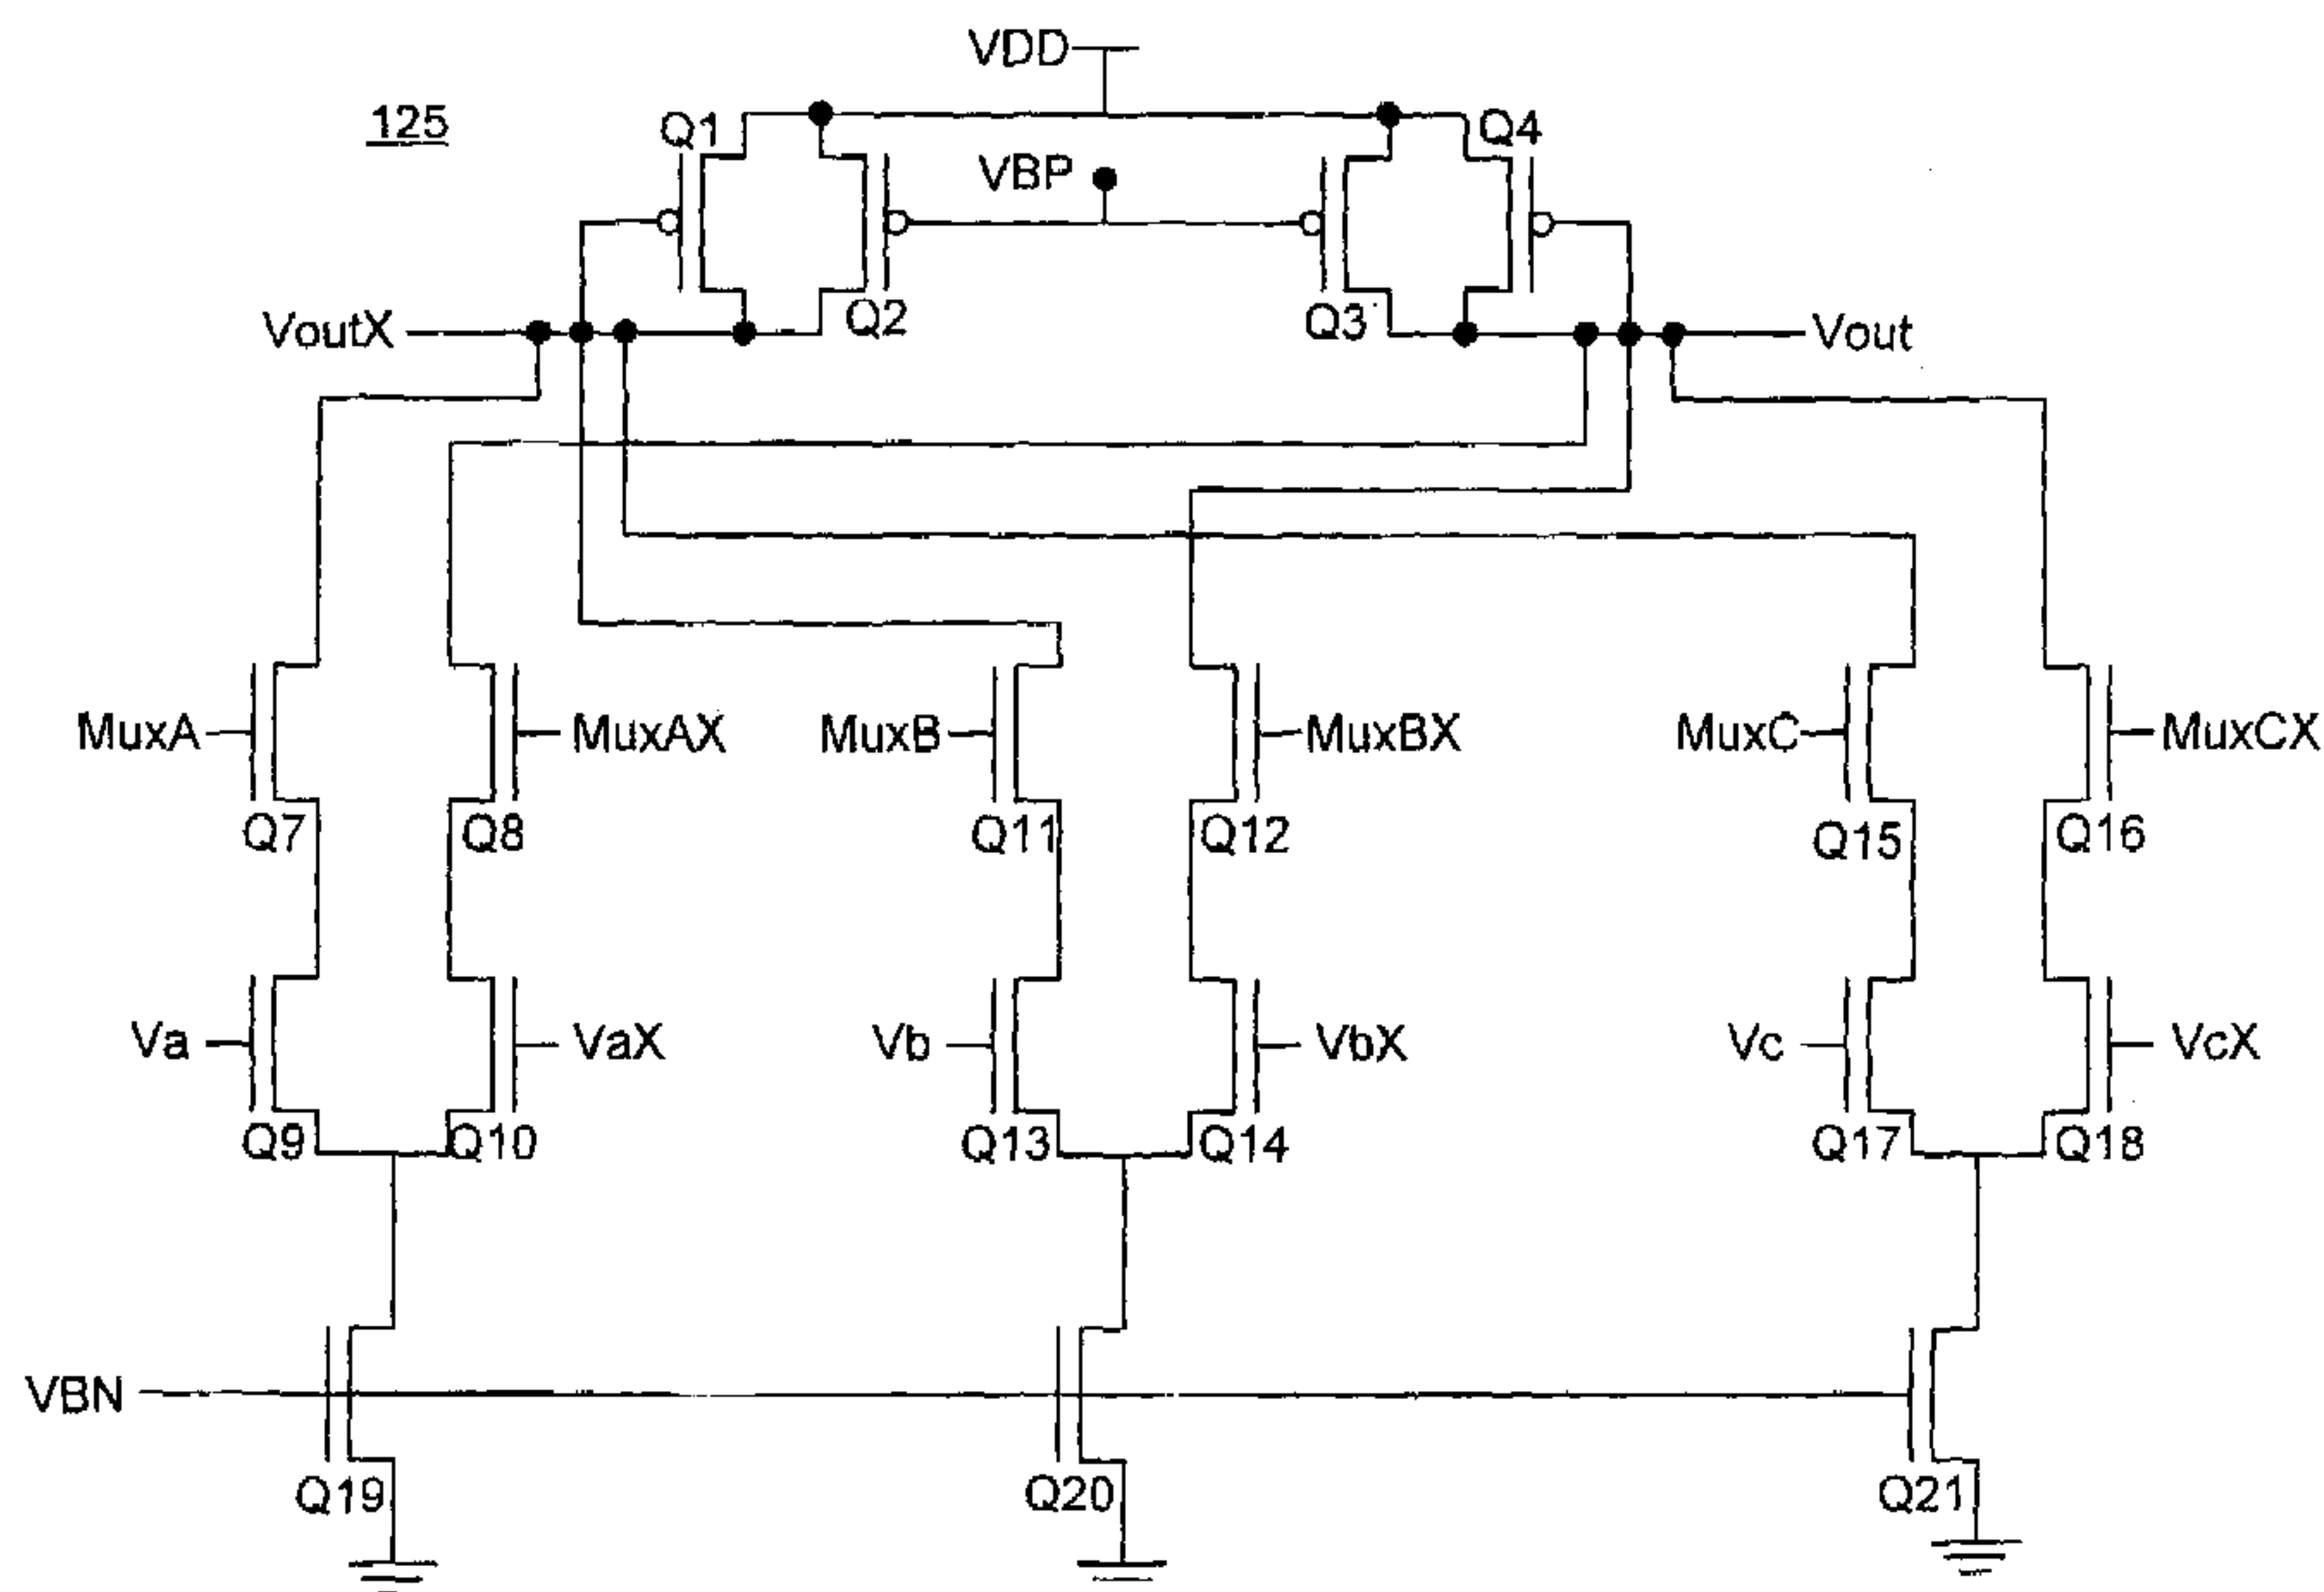 VDD
125
Q1
Q4
VBP
VoutX
Q2
Q3
Vout
MuxA
MuxAX
MuxB
MuxBX
MuxC
MuxCX
Q7
Q8
Q11
Q12
Q15
Q16
Va
VaX
Vb
VbX
Vc
VcX
Q9
Q10
Q13
Q14
Q17
Q18
VBN
Q19
Q20
Q21